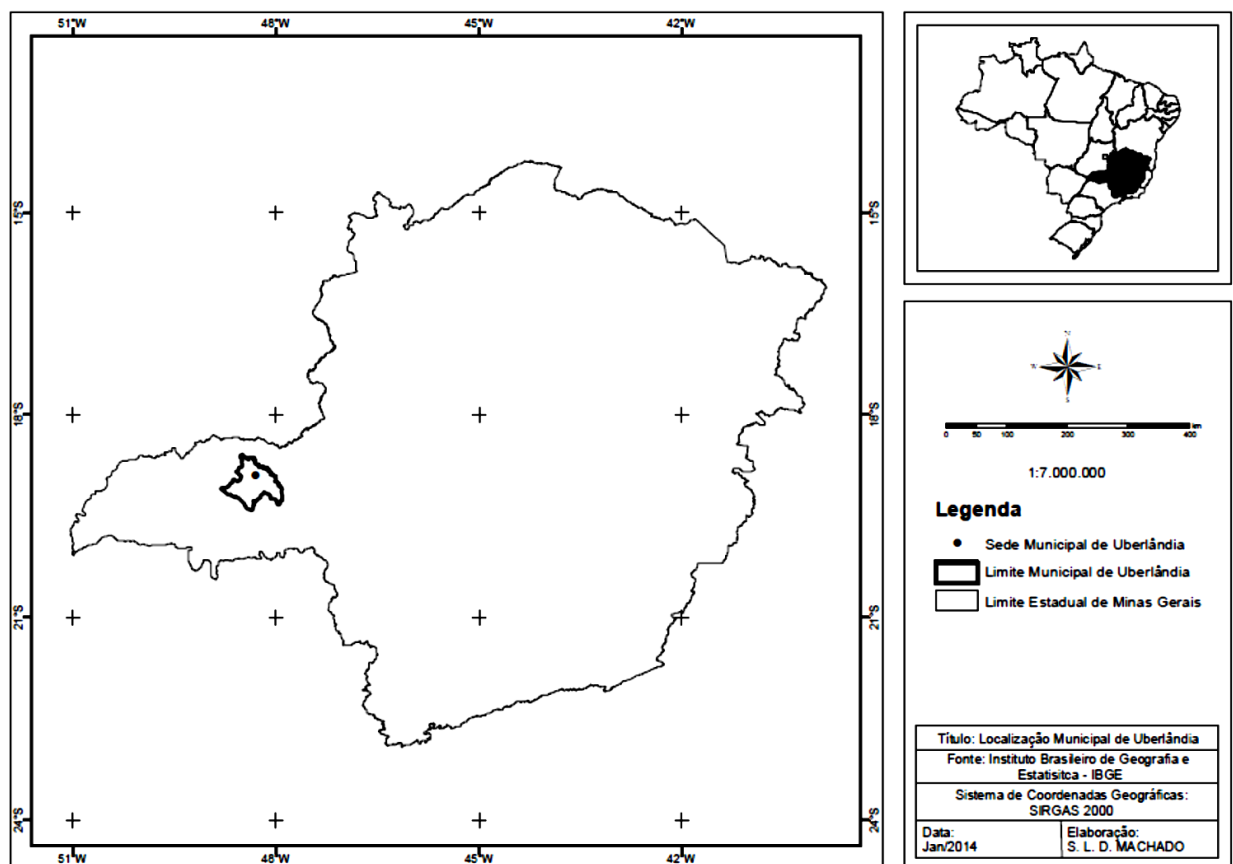 51°W 48°W 45°W 42°W
15°S 15°S
18°S 18°S
21°S 21°S
24°S 24°S
51°W 48°W 45°W 42°W
N
W E
S
0 50 100 200 300 400 km
1:7.000.000
Legenda
Sede Municipal de Uberlândia
Limite Municipal de Uberlândia
Limite Estadual de Minas Gerais
Título: Localização Municipal de Uberlândia
Fonte: Instituto Brasileiro de Geografia e
Estatisitca - IBGE
Sistema de Coordenadas Geográficas:
SIRGAS 2000
Data:
Jan/2014
Elaboração:
S. L. D. MACHADO